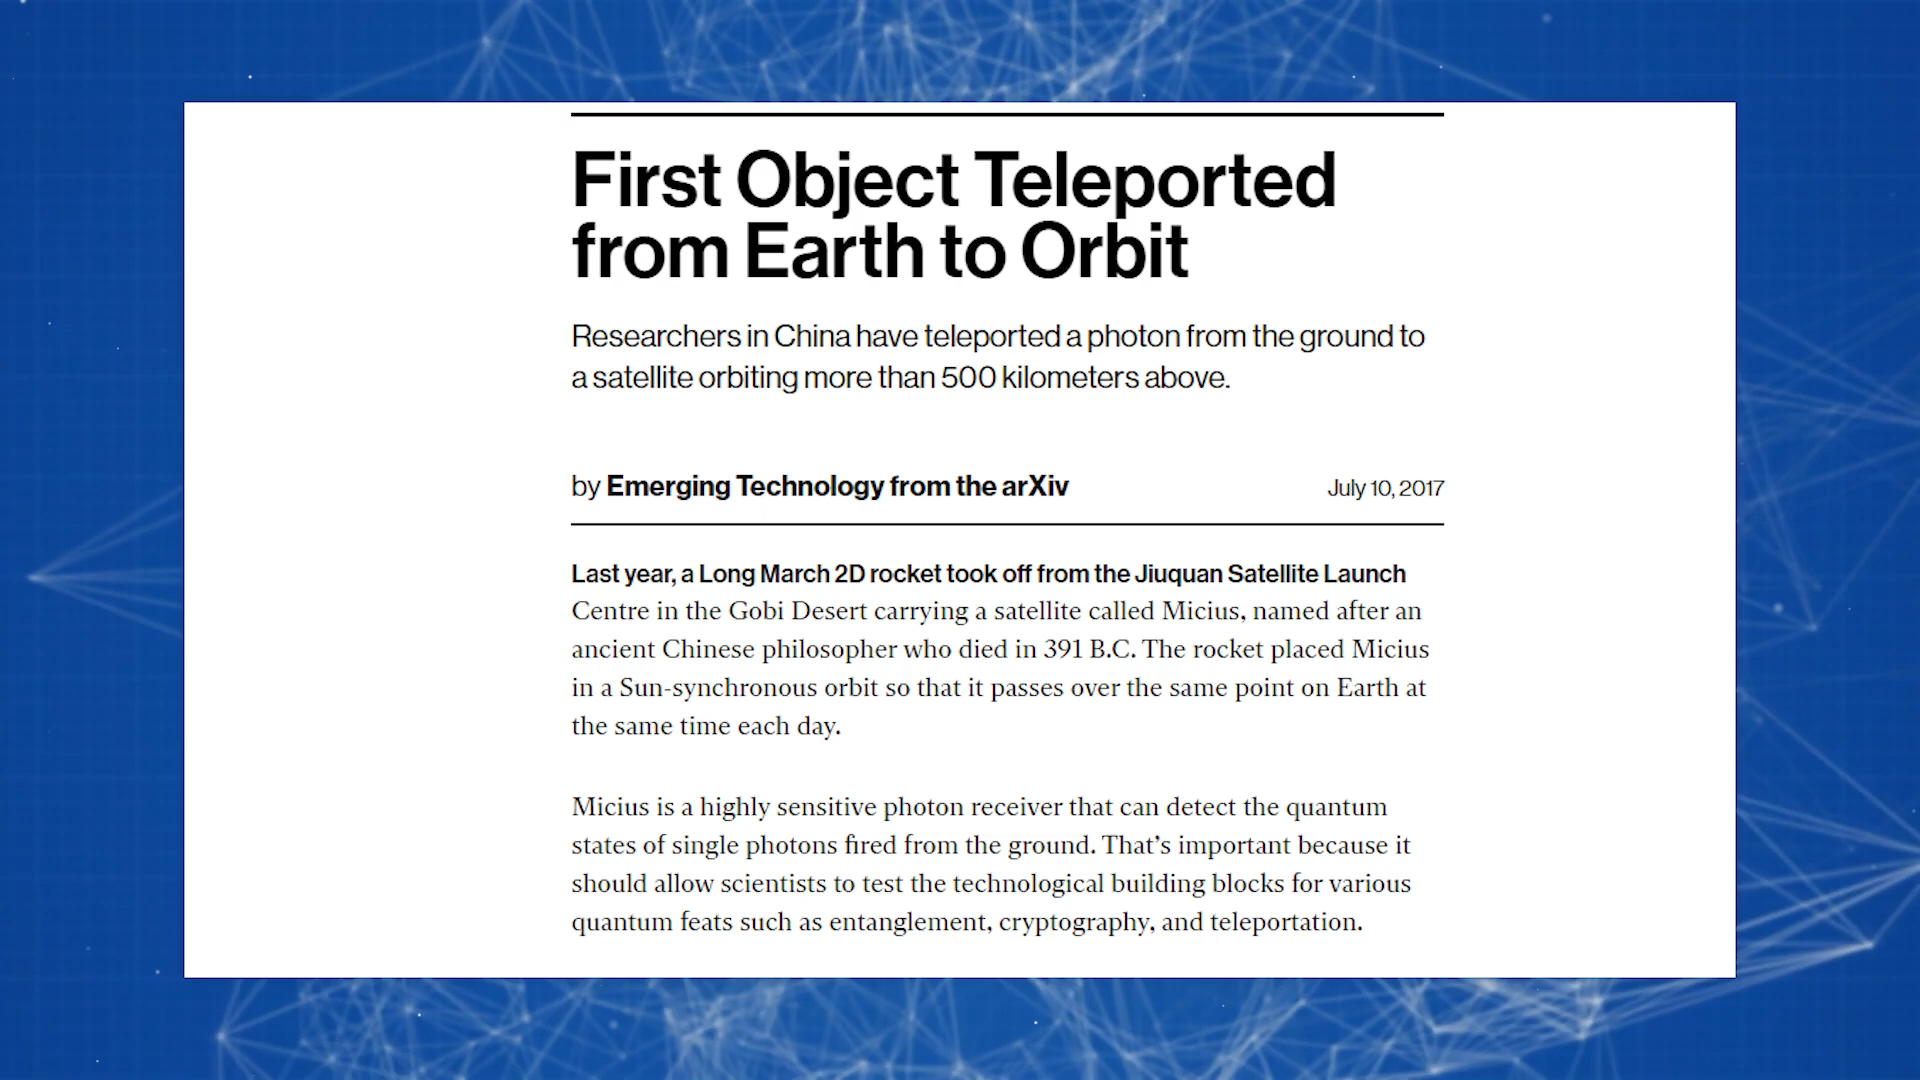 First Object Teleported
from Earth to Orbit
Researchers in China have teleported a photon from the ground to
a satellite orbiting more than 500 kilometers above.
by Emerging Technology from the arXiv
July 10, 2017
Last year, a Long March 2D rocket took off from the Jiuquan Satellite Launch
Centre in the Gobi Desert carrying a satellite called Micius, named after an
ancient Chinese philosopher who died in 391 B.C. The rocket placed Micius
in a Sun-synchronous orbit so that it passes over the same point on Earth at
the same time each day.
Micius is a highly sensitive photon receiver that can detect the quantum
states of single photons fired from the ground. That’s important because it
should allow scientists to test the technological building blocks for various
quantum feats such as entanglement, cryptography, and teleportation.